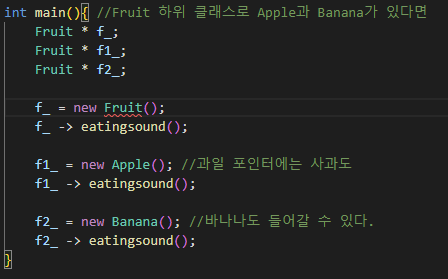 int main(){ //Fruit 하위 클래스로 Apple과 Banana가 있다면
Fruit * f_;
Fruit * f1_;
Fruit * f2_;
f_ = new Fruit();
f_ -> eatingsound();
f1_ = new Apple(); //과일 포인터에는 사과도
f1_ -> eatingsound();
f2_ = new Banana(); //바나나도 들어갈 수 있다.
f2_ -> eatingsound();
}